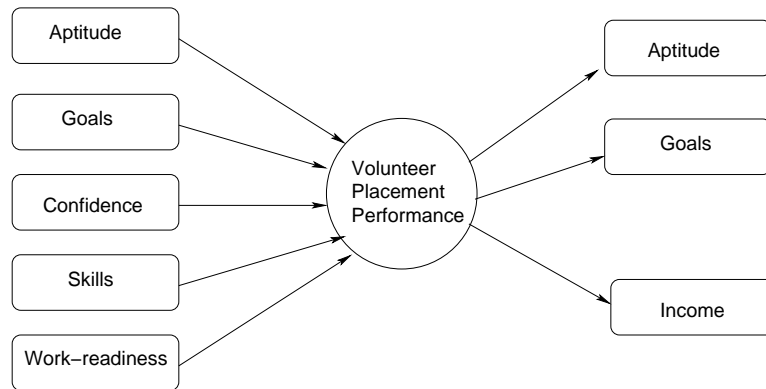 Aptitude
Goals
Confidence
Skills
Work−readiness
Volunteer
Placement
Performance
Aptitude
Goals
Income